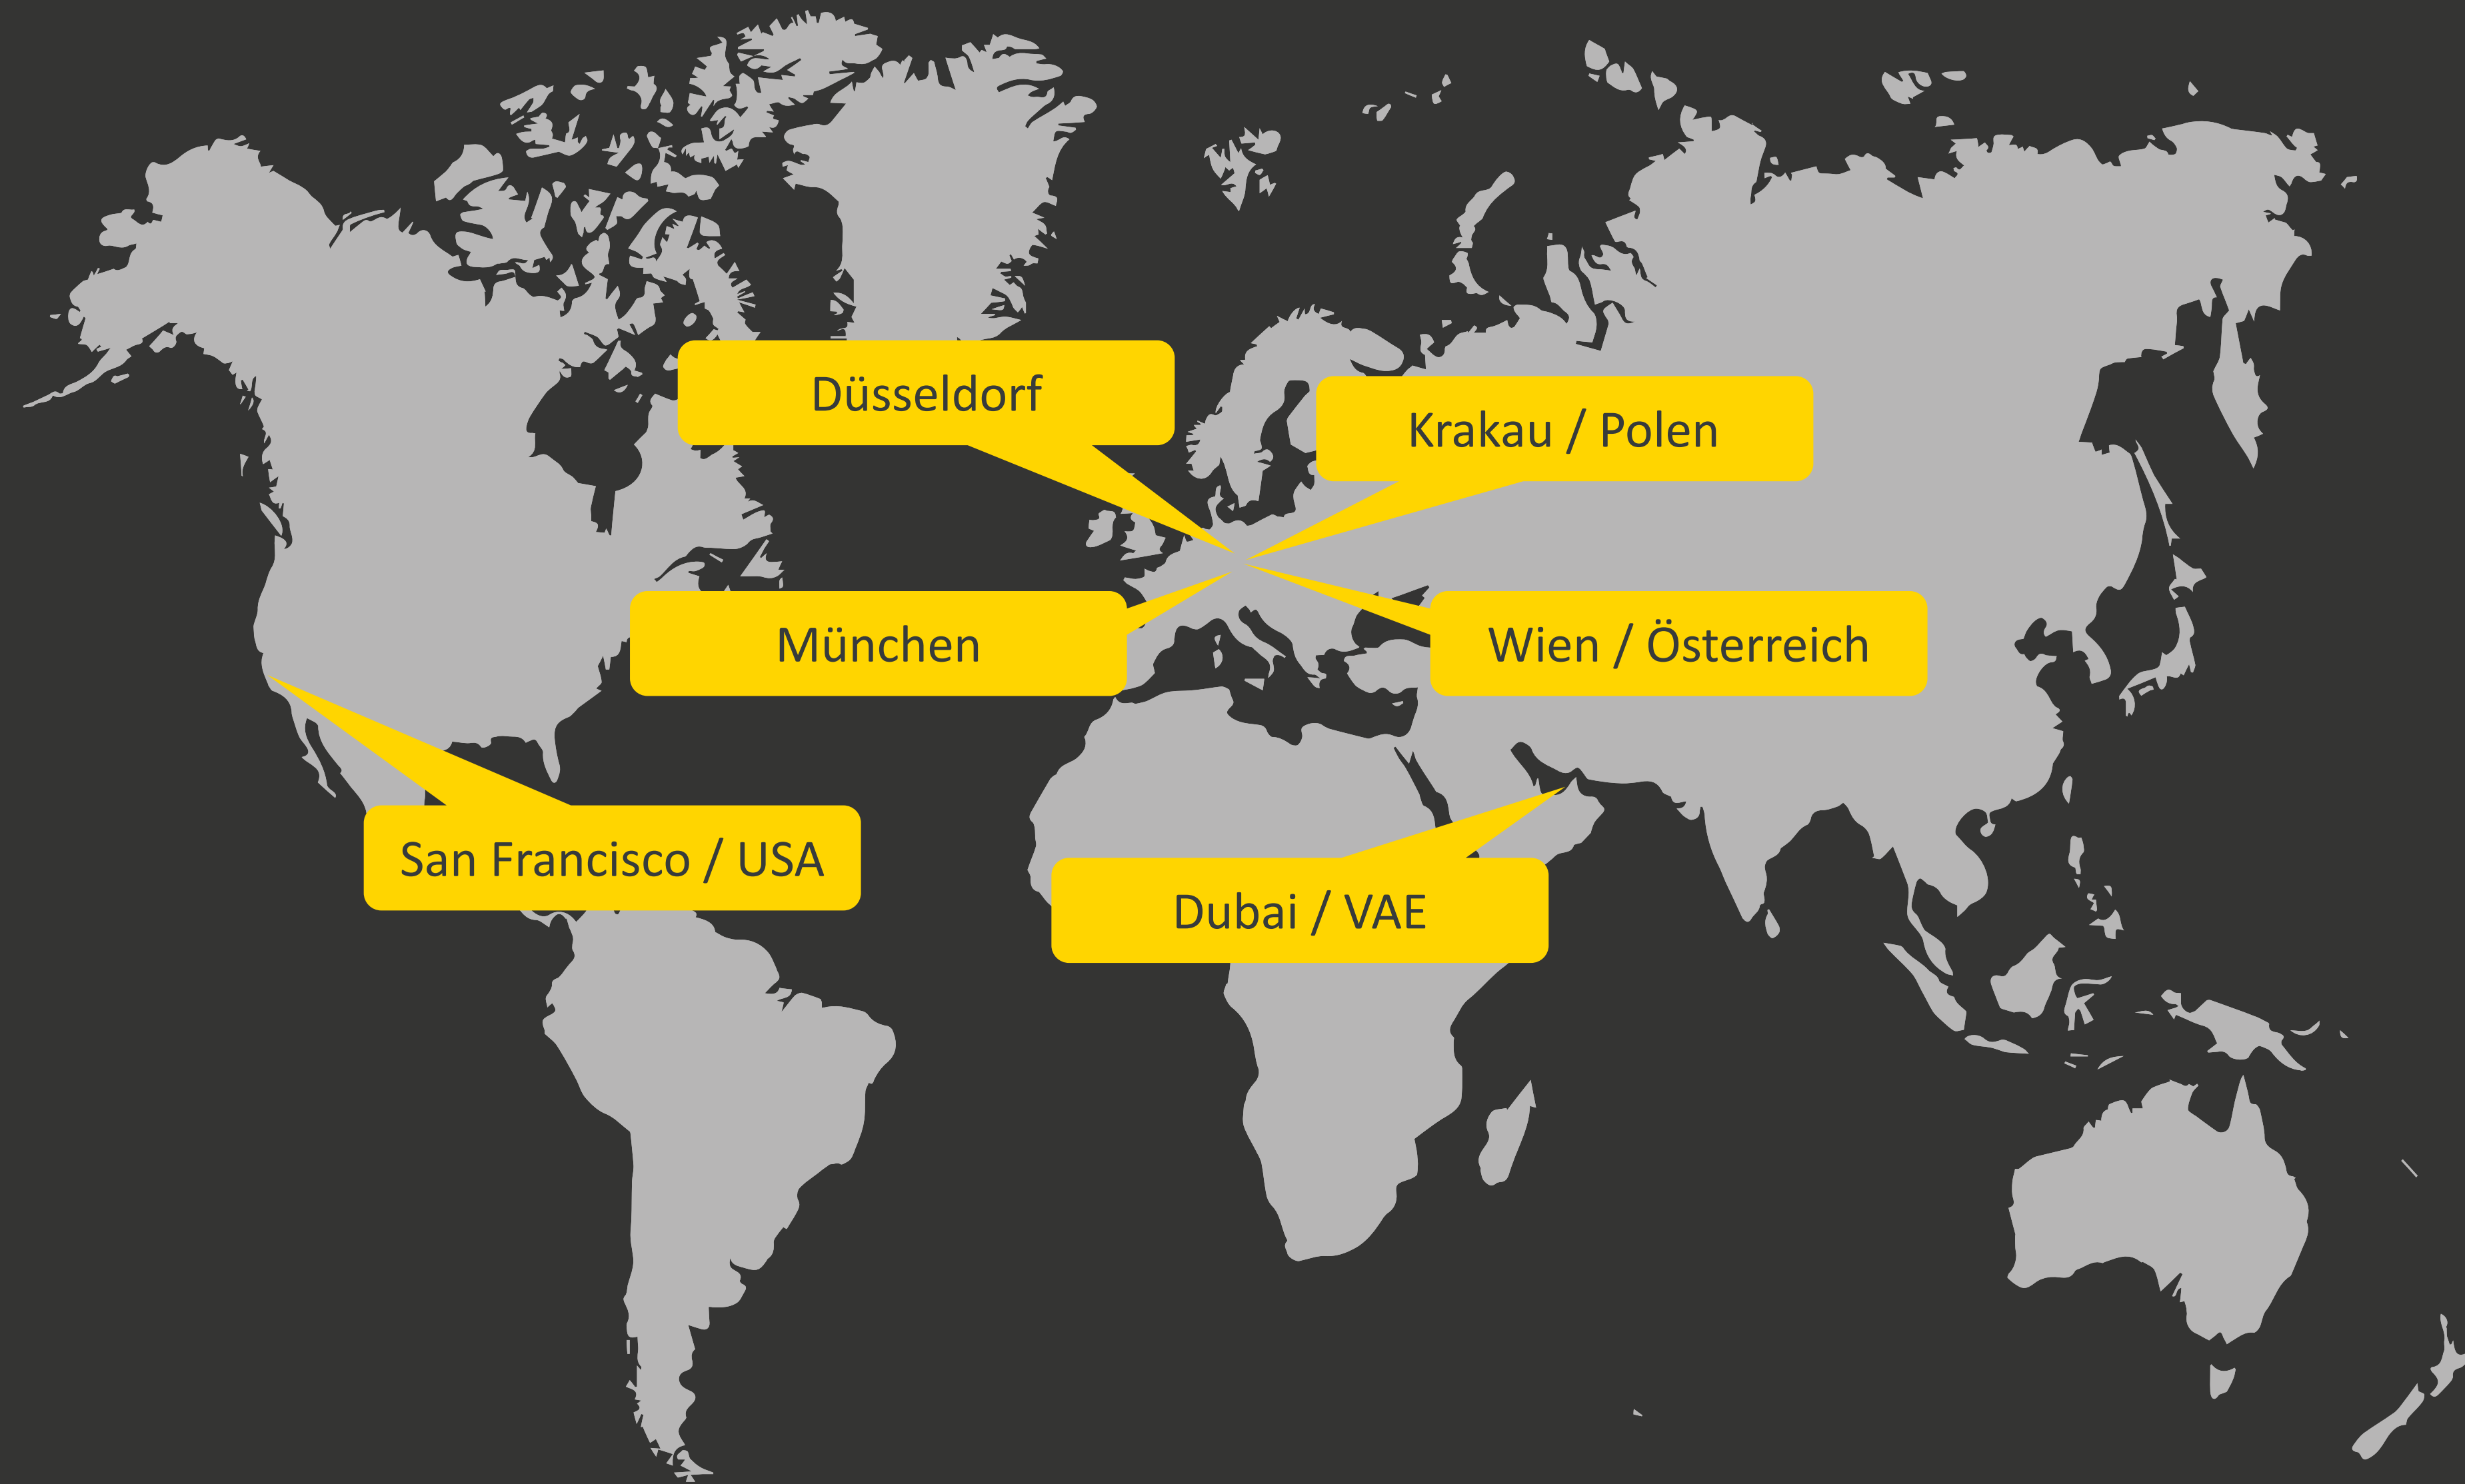 Düsseldorf
Krakau / Polen
München
Wien / Österreich
San Francisco / USA
Dubai / VAE